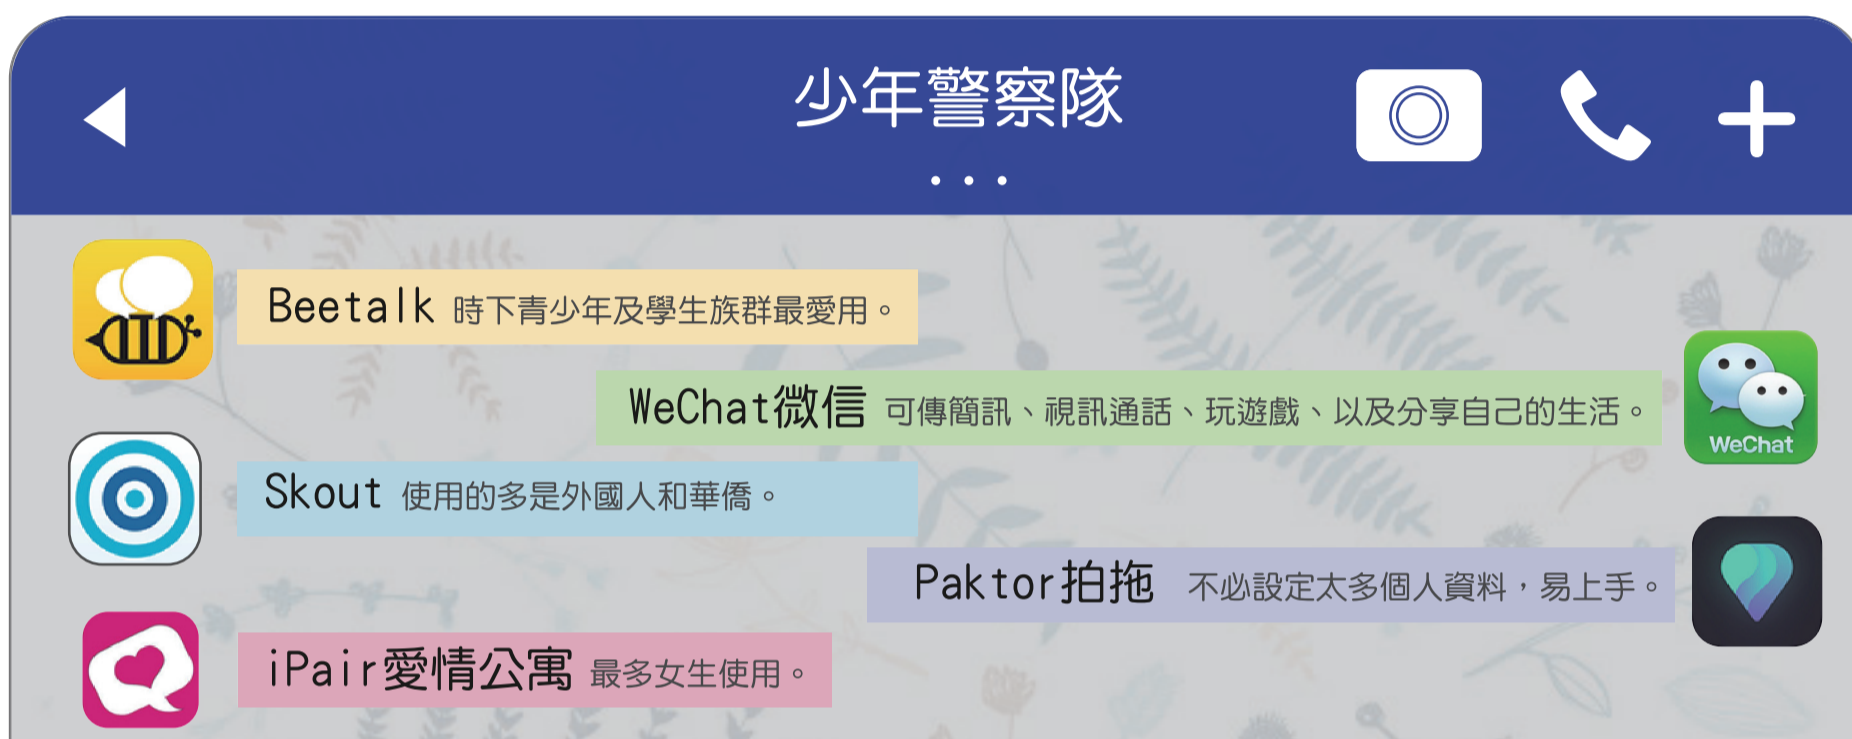 少年警察隊
Beetalk 時下青少年及學生族群最愛用。
WeChat微信 可傳簡訊、視訊通話、玩遊戲、以及分享自己的生活。
WeChat
Skout 使用的多是外國人和華僑。
Paktor拍拖 不必設定太多個人資料，易上手。
iPair愛情公寓 最多女生使用。